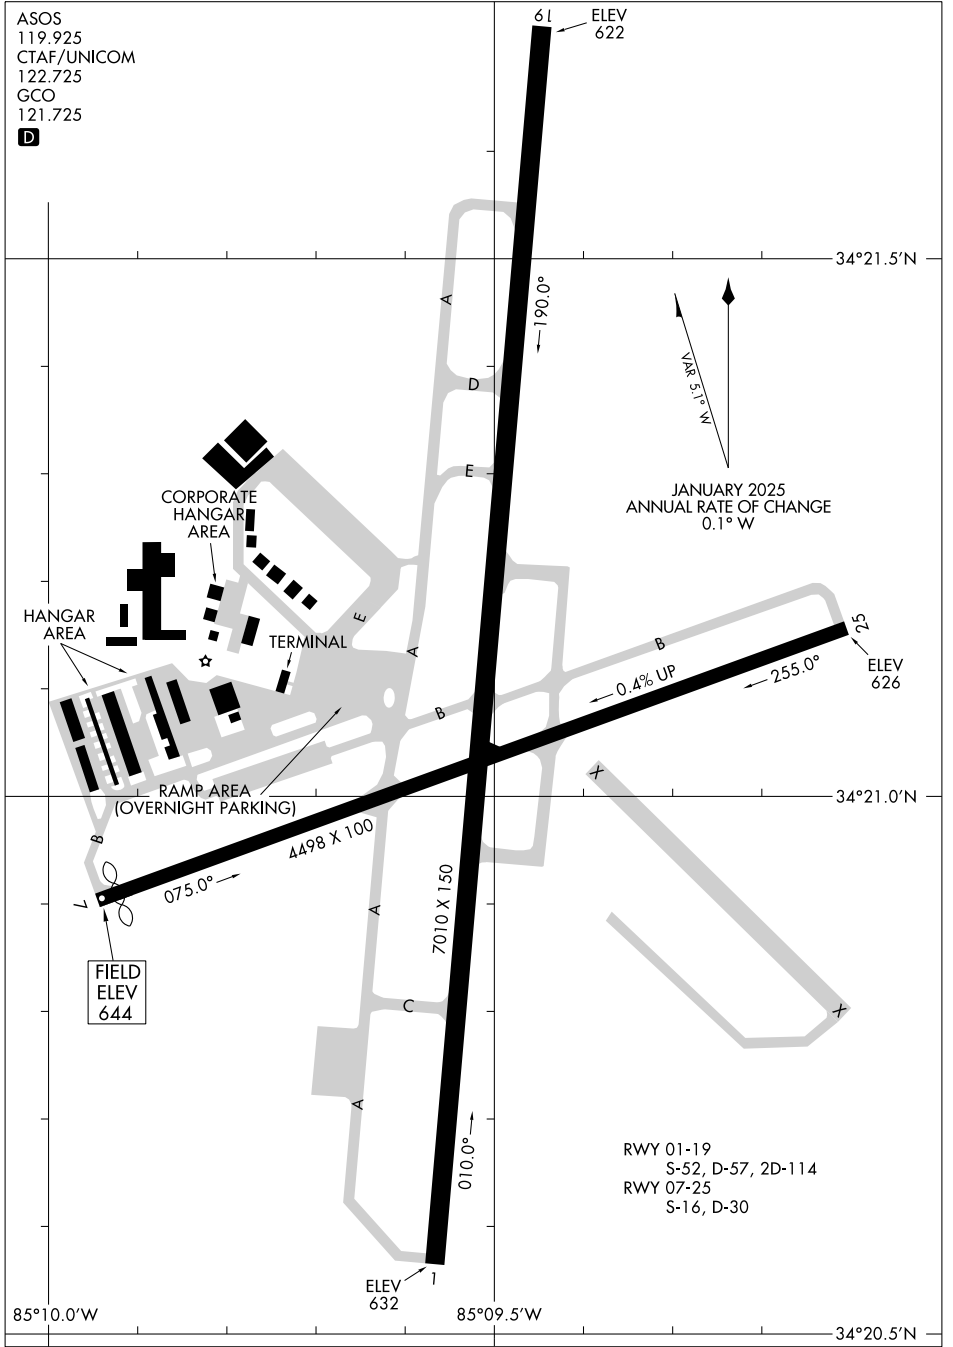 ASOS
119.925
CTAF/UNICOM
122.725
GCO
121.725
D
19
ELEV
622
34°21.5'N
A
190.0°
D
VAR 5.1° W
E
JANUARY 2025
ANNUAL RATE OF CHANGE
0.1° W
CORPORATE
HANGAR
AREA
HANGAR
AREA
E
TERMINAL
A
B
25
ELEV
626
0.4% UP
255.0°
B
X
RAMP AREA
(OVERNIGHT PARKING)
34°21.0'N
B
4498 X 100
075.0°
7
A
7010 X 150
FIELD
ELEV
644
C
X
A
010.0°
RWY 01-19
S-52, D-57, 2D-114
RWY 07-25
S-16, D-30
ELEV
632
1
85°10.0'W
85°09.5'W
34°20.5'N